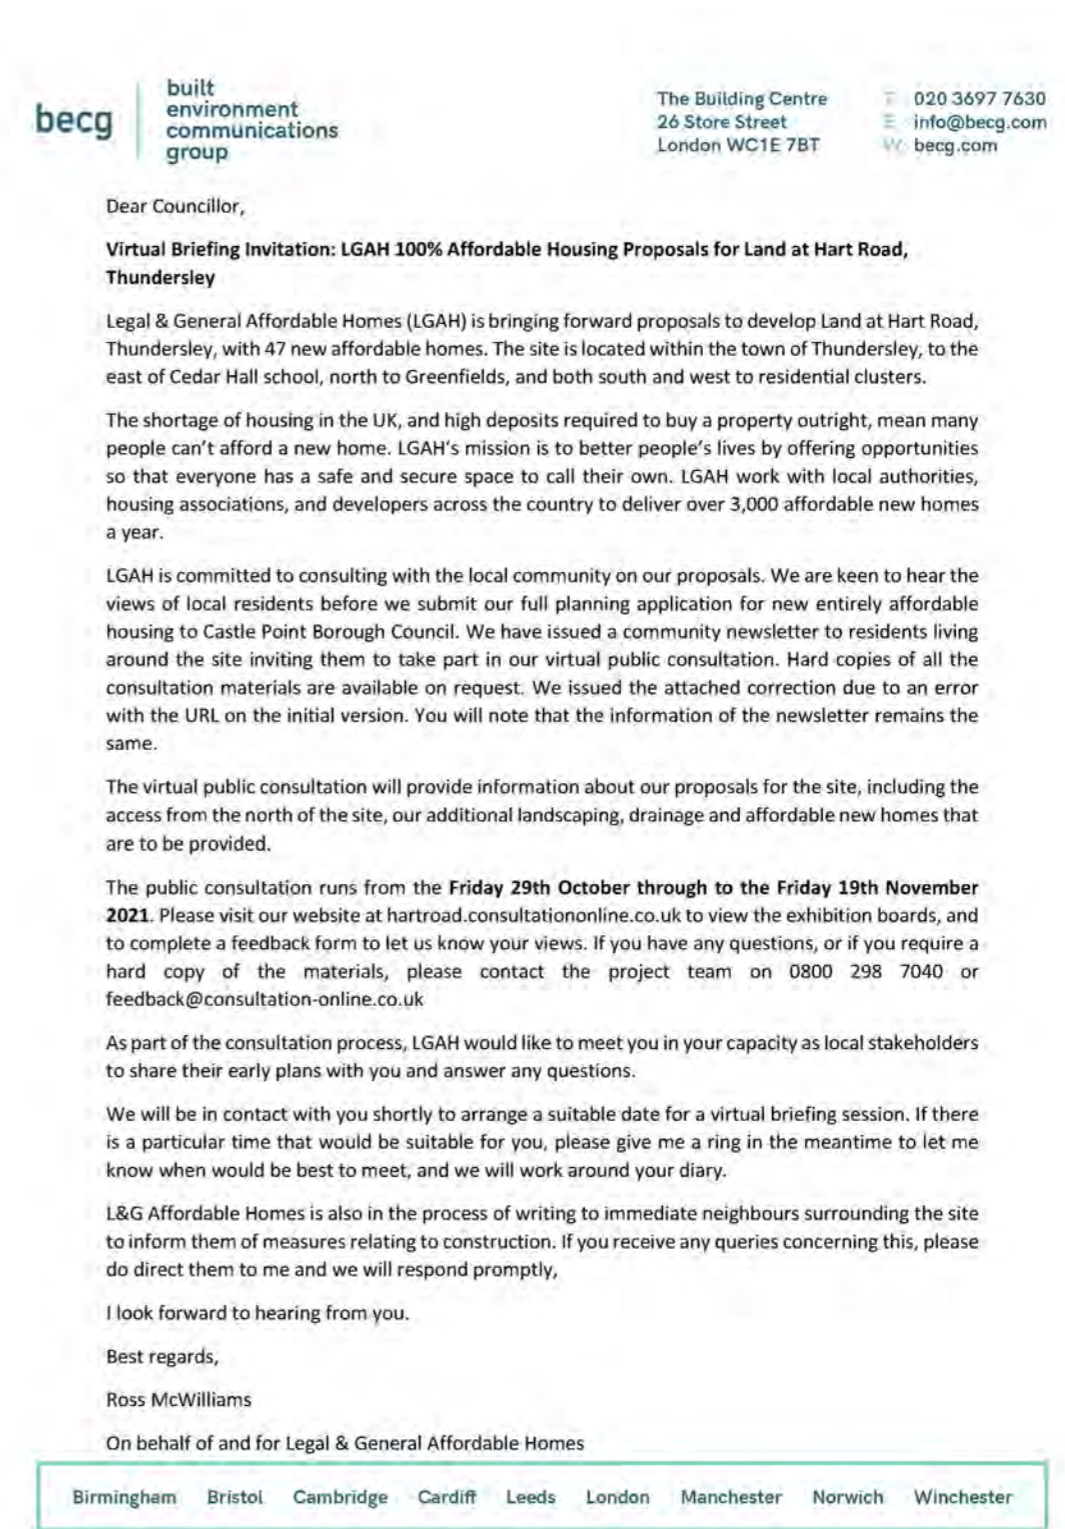 becg
built
environment
communications
group
The Building Centre
26 Store Street
London WC1E 7BT
T 020 3697 7630
E info@becg.com
W becg.com
Dear Councillor,
Virtual Briefing Invitation: LGAH 100% Affordable Housing Proposals for Land at Hart Road,
Thundersley
Legal & General Affordable Homes (LGAH) is bringing forward proposals to develop Land at Hart Road,
Thundersley, with 47 new affordable homes. The site is located within the town of Thundersley, to the
east of Cedar Hall school, north to Greenfields, and both south and west to residential clusters.
The shortage of housing in the UK, and high deposits required to buy a property outright, mean many
people can't afford a new home. LGAH's mission is to better people's lives by offering opportunities
so that everyone has a safe and secure space to call their own. LGAH work with local authorities,
housing associations, and developers across the country to deliver over 3,000 affordable new homes
a year.
LGAH is committed to consulting with the local community on our proposals. We are keen to hear the
views of local residents before we submit our full planning application for new entirely affordable
housing to Castle Point Borough Council. We have issued a community newsletter to residents living
around the site inviting them to take part in our virtual public consultation. Hard copies of all the
consultation materials are available on request. We issued the attached correction due to an error
with the URL on the initial version. You will note that the information of the newsletter remains the
same.
The virtual public consultation will provide information about our proposals for the site, including the
access from the north of the site, our additional landscaping, drainage and affordable new homes that
are to be provided.
The public consultation runs from the Friday 29th October through to the Friday 19th November
2021. Please visit our website at hartroad.consultationonline.co.uk to view the exhibition boards, and
to complete a feedback form to let us know your views. If you have any questions, or if you require a
hard copy of the materials, please contact the project team on 0800 298 7040 or
feedback@consultation-online.co.uk
As part of the consultation process, LGAH would like to meet you in your capacity as local stakeholders
to share their early plans with you and answer any questions.
We will be in contact with you shortly to arrange a suitable date for a virtual briefing session. If there
is a particular time that would be suitable for you, please give me a ring in the meantime to let me
know when would be best to meet, and we will work around your diary.
L&G Affordable Homes is also in the process of writing to immediate neighbours surrounding the site
to inform them of measures relating to construction. If you receive any queries concerning this, please
do direct them to me and we will respond promptly,
I look forward to hearing from you.
Best regards,
Ross McWilliams
On behalf of and for Legal & General Affordable Homes
Birmingham Bristol Cambridge Cardiff Leeds London Manchester Norwich Winchester